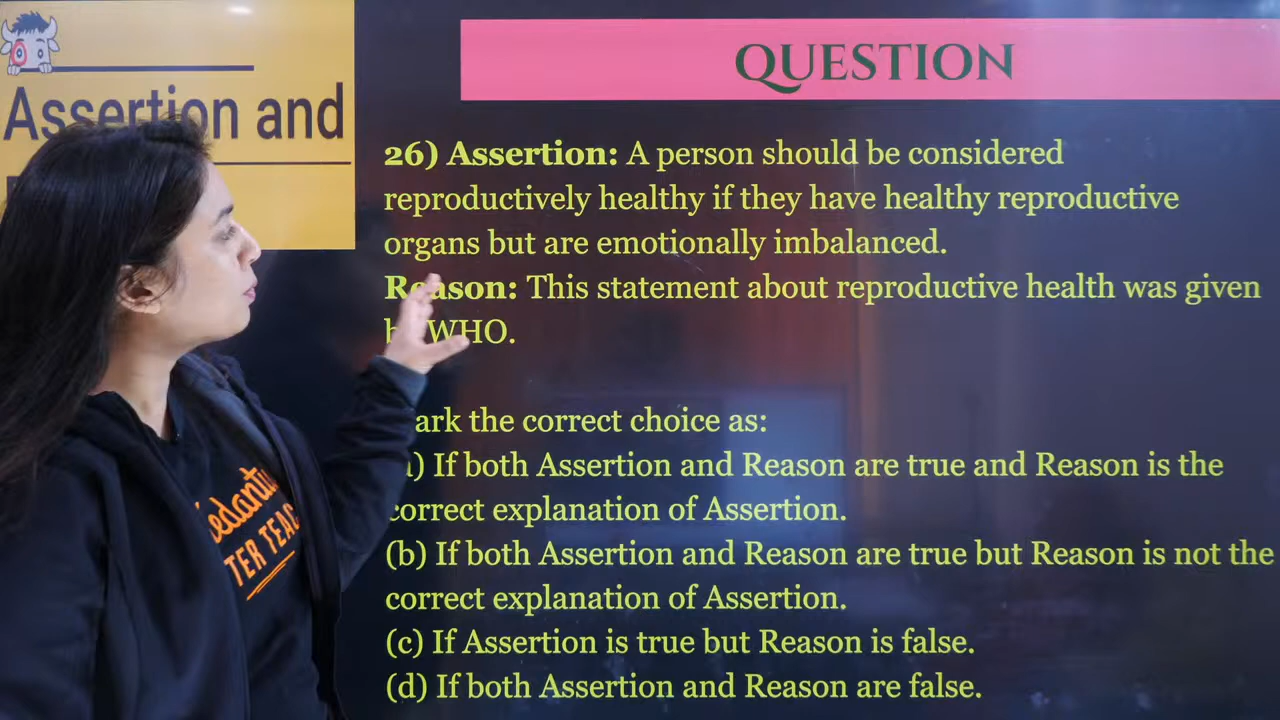 Assertion and
QUESTION
26) Assertion: A person should be considered
reproductively healthy if they have healthy reproductive
organs but are emotionally imbalanced.
Reason: This statement about reproductive health was given
WHO.
ark the correct choice as:
) If both Assertion and Reason are true and Reason is the
correct explanation of Assertion.
(b) If both Assertion and Reason are true but Reason is not the
correct explanation of Assertion.
(c) If Assertion is true but Reason is false.
(d) If both Assertion and Reason are false.
edantu
TER TEAC